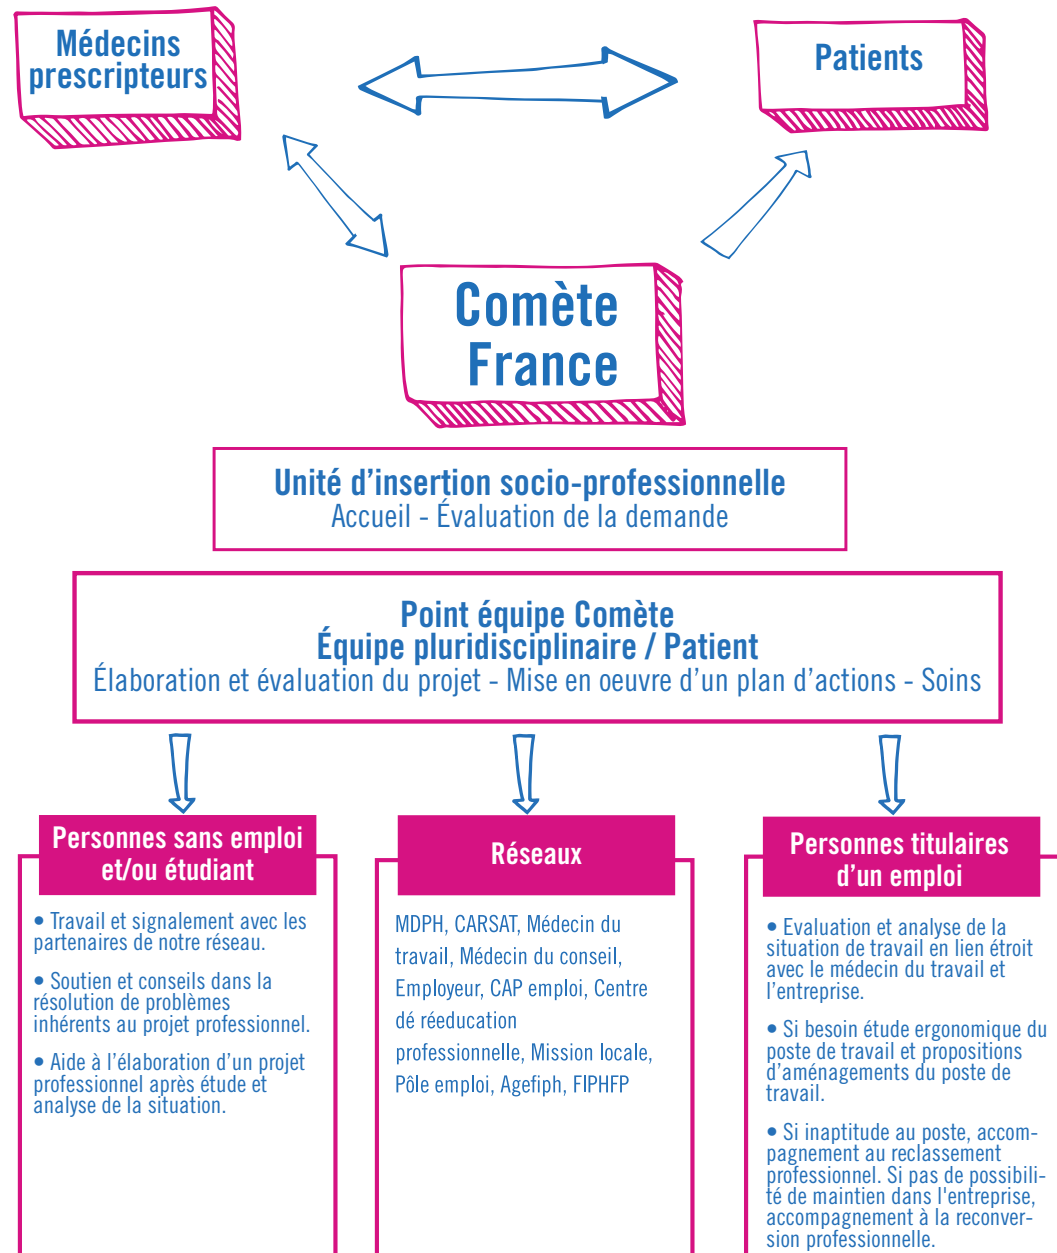 Médecins
prescripteurs
Patients
Comète
France
Unité d’insertion socio-professionnelle
Accueil - Évaluation de la demande
Point équipe Comète
Équipe pluridisciplinaire / Patient
Élaboration et évaluation du projet - Mise en oeuvre d’un plan d’actions - Soins
Personnes sans emploi
et/ou étudiant
• Travail et signalement avec les
partenaires de notre réseau.
• Soutien et conseils dans la
résolution de problèmes
inhérents au projet professionnel.
• Aide à l’élaboration d’un projet
professionnel après étude et
analyse de la situation.
Réseaux
MDPH, CARSAT, Médecin du
travail, Médecin du conseil,
Employeur, CAP emploi, Centre
dé réeducation
professionnelle, Mission locale,
Pôle emploi, Agefiph, FIPHFP
Personnes titulaires
d’un emploi
• Evaluation et analyse de la
situation de travail en lien étroit
avec le médecin du travail et
l’entreprise.
• Si besoin étude ergonomique du
poste de travail et propositions
d’aménagements du poste de
travail.
• Si inaptitude au poste, accom-
pagnement au reclassement
professionnel. Si pas de possibili-
té de maintien dans l'entreprise,
accompagnement à la reconver-
sion professionnelle.